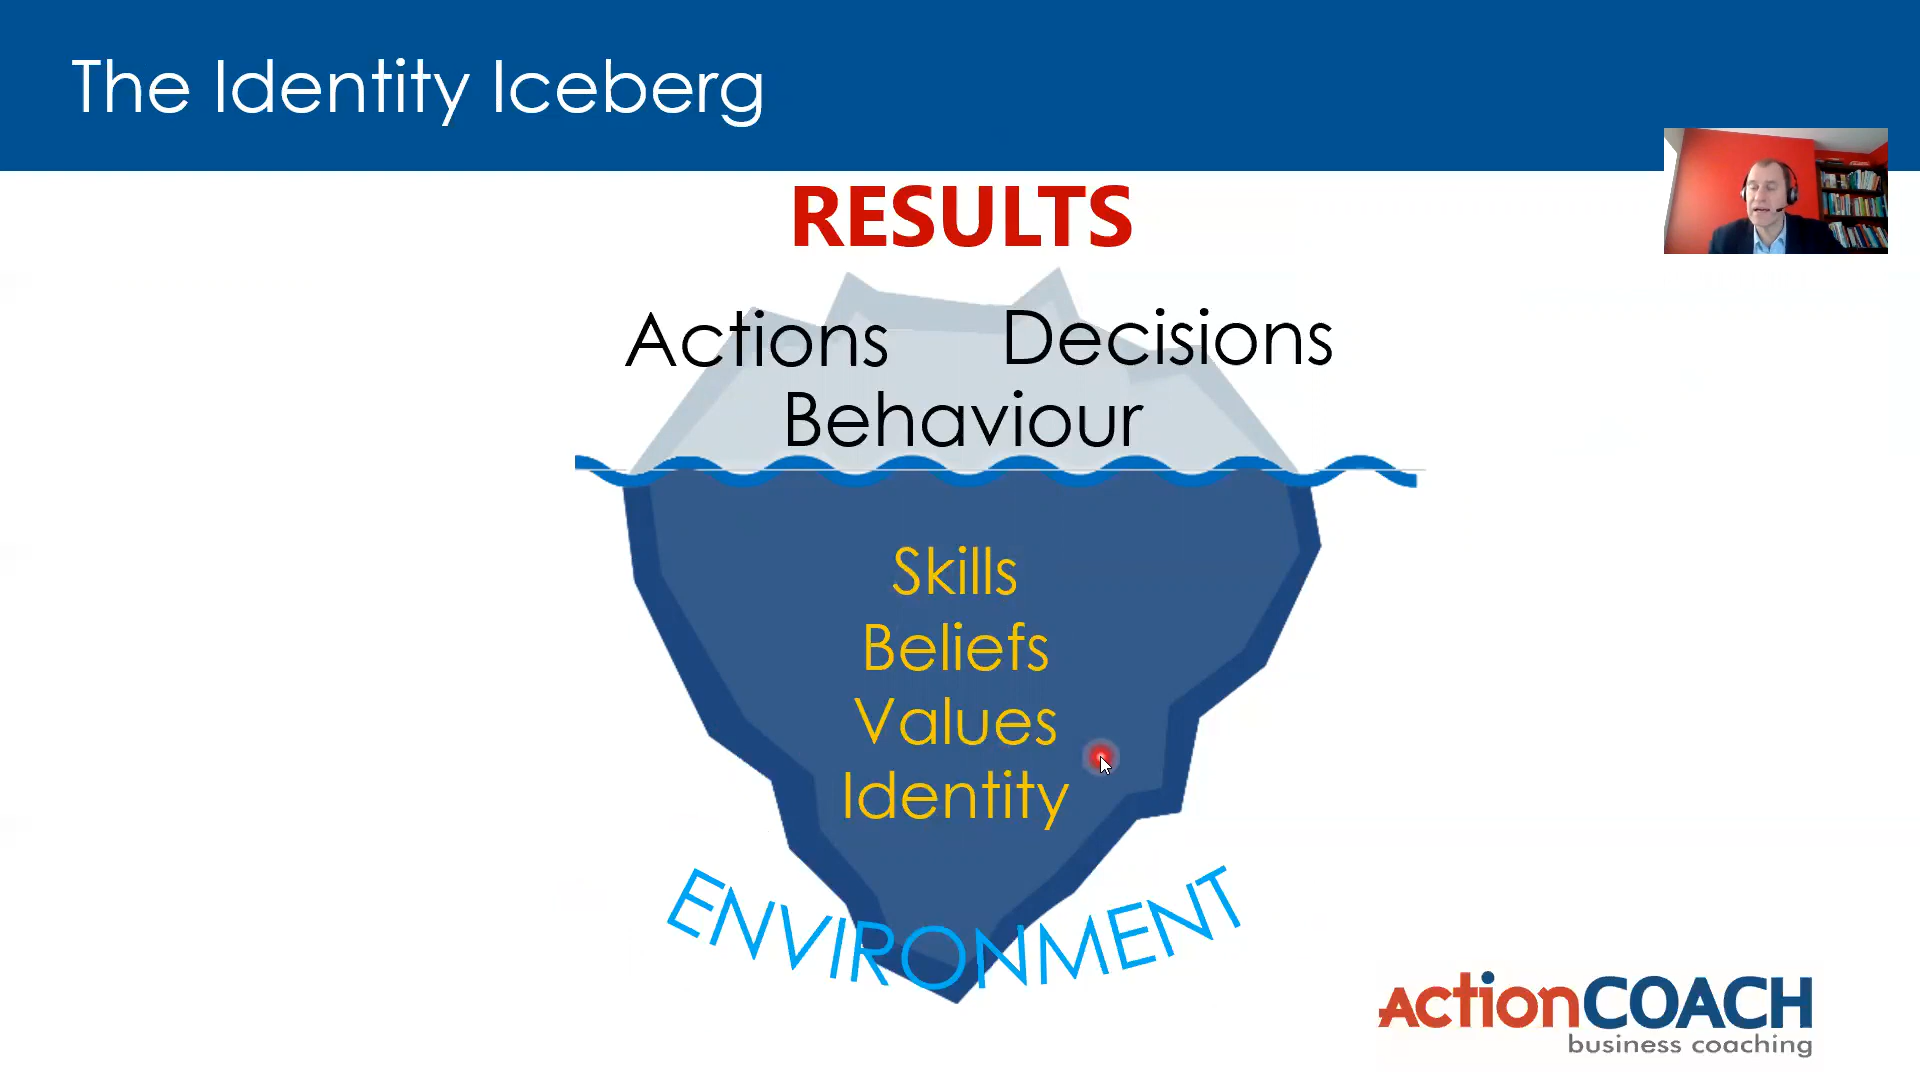 The Identity Iceberg
RESULTS
Actions Decisions
Behaviour
Skills
Beliefs
Values
Identity
ENVIRONMENT
ActionCOACH
business coaching